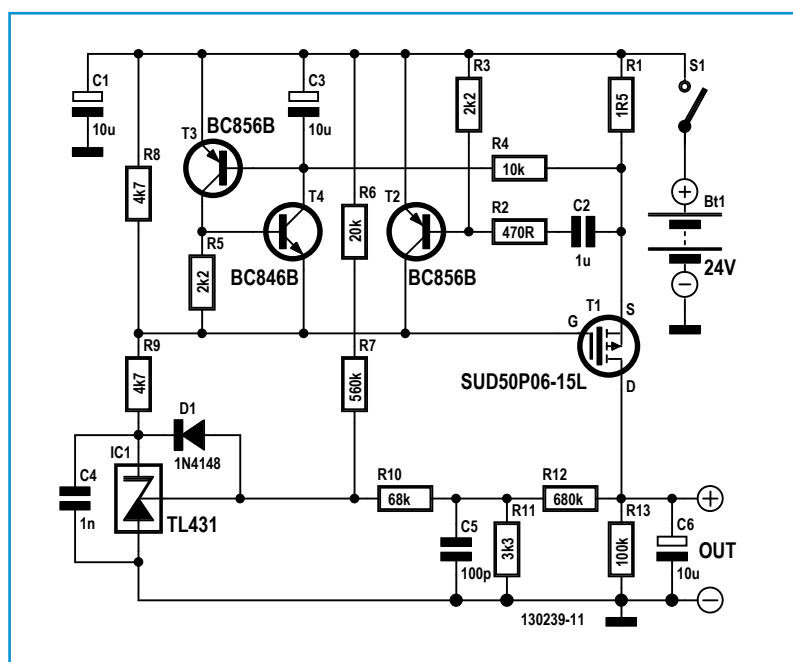 R3
R1
S1
C1
C3
2k2
1R5
10u
T3
BC856B
10u
R4
R8
T4
R6
T2
10k
Bt1
4k7
R2
C2
20k
470R
R5
BC846B
BC856B
1u
24V
2k2
T1
S
G
R9
R7
SUD50P06-15L
D
4k7
560k
D1
IC1
1N4148
C4
R10
R12
68k
680k
R13
1n
TL431
C5
R11
C6
OUT
100p
3k3
100k
10u
130239-11